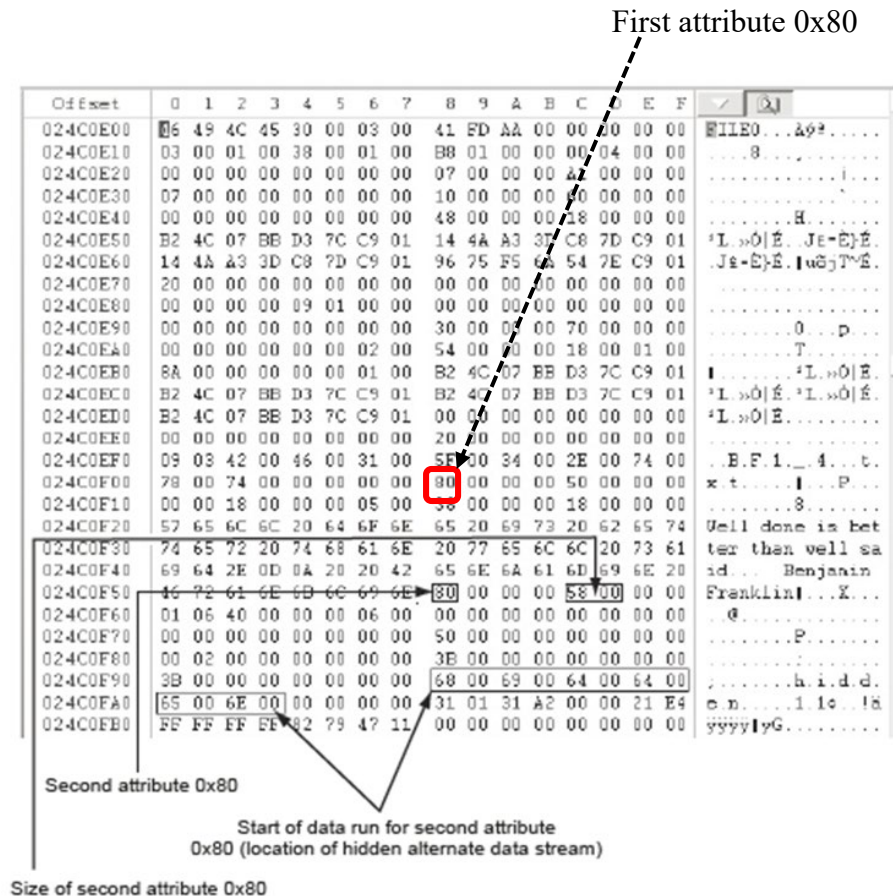 First attribute 0x80
Offset 0 1 2 3 4 5 6 7 8 9 A B C D E F
024C0E00 46 49 4C 45 30 00 03 00 41 FD AA 00 00 00 00 00 FILE0...Aýª.....
024C0E10 03 00 01 00 38 00 01 00 B8 01 00 00 00 04 00 00 ....8...¸.......
024C0E20 00 00 00 00 00 00 00 00 07 00 00 00 00 00 00
024C0E30 07 00 00 00 00 00 00 00 10 00 00 00 00 00 00
024C0E40 00 00 00 00 00 00 00 00 48 00 00 00 18 00 00 00 ........H.......
024C0E50 B2 4C 07 BB D3 7C C9 01 14 4A A3 3D C8 7D C9 01 ²L.»Ó|É..J£=È}É.
024C0E60 14 4A A3 3D C8 7D C9 01 96 75 F5 6A 54 7E C9 01 .J£=È}É.▌uõjT~É.
024C0E70 20 00 00 00 00 00 00 00 00 00 00 00 00 00 00 00 ...............
024C0E80 00 00 00 00 09 01 00 00 00 00 00 00 00 00 00 00 ................
024C0E90 00 00 00 00 00 00 00 00 30 00 00 00 70 00 00 00 ........0...p...
024C0EA0 00 00 00 00 00 00 02 00 54 00 00 00 18 00 01 00 ........T.......
024C0EB0 8A 00 00 00 00 00 01 00 B2 4C 07 BB D3 7C C9 01 ▌.......²L.»Ó|É.
024C0EC0 B2 4C 07 BB D3 7C C9 01 B2 4C 07 BB D3 7C C9 01 ²L.»Ó|É.²L.»Ó|É.
024C0ED0 B2 4C 07 BB D3 7C C9 01 00 00 00 00 00 00 00 00 ²L.»Ó|É.........
024C0EE0 00 00 00 00 00 00 00 00 20 00 00 00 00 00 00 00 ........ .......
024C0EF0 09 03 42 00 46 00 31 00 5F 00 34 00 2E 00 74 00 ..B.F.1._.4...t.
024C0F00 78 00 74 00 00 00 00 00 80 00 00 00 50 00 00 00 x.t.....▌...P...
024C0F10 00 00 18 00 00 00 05 00 38 00 00 00 18 00 00 00 ........8.......
024C0F20 57 65 6C 6C 20 64 6F 6E 65 20 69 73 20 62 65 74 Well done is bet
024C0F30 74 65 72 20 74 68 61 6E 20 77 65 6C 6C 20 73 61 ter than well sa
024C0F40 69 64 2E 0D 0A 20 20 42 65 6E 6A 61 6D 69 6E 20 id...  Benjamin
024C0F50 46 72 61 6E 6B 6C 69 6E 80 00 00 00 58 00 00 00 Franklin▌...X...
024C0F60 01 06 40 00 00 00 06 00 00 00 00 00 00 00 00 00 ..@.............
024C0F70 00 00 00 00 00 00 00 00 50 00 00 00 00 00 00 00 ........P.......
024C0F80 00 02 00 00 00 00 00 00 3B 00 00 00 00 00 00 00 ........;.......
024C0F90 3B 00 00 00 00 00 00 00 68 00 69 00 64 00 64 00 ;.......h.i.d.d.
024C0FA0 65 00 6E 00 00 00 00 00 31 01 31 A2 00 00 21 E4 e.n.....1.1¢..!ä
024C0FB0 FF FF FF FF 82 79 47 11 00 00 00 00 00 00 00 00 ÿÿÿÿ▌yG.........
Second attribute 0x80
Start of data run for second attribute
0x80 (location of hidden alternate data stream)
Size of second attribute 0x80